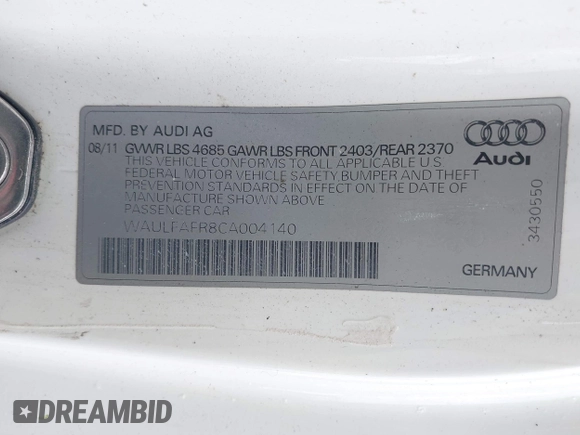 MFD. BY AUDI AG
08/11 GVWR LBS 4685 GAWR LBS FRONT 2403/REAR 2370
THIS VEHICLE CONFORMS TO ALL APPLICABLE U.S.
FEDERAL MOTOR VEHICLE SAFETY, BUMPER AND THEFT
PREVENTION STANDARDS IN EFFECT ON THE DATE OF
MANUFACTURE SHOWN ABOVE
PASSENGER CAR
WAULFAFR8CA004140
Audi
3430550
GERMANY
DREAMBID